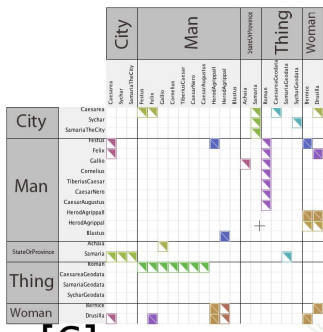 City
Man
StateOrProvince
Thing
Woman
Caesarea
Sychar
SamariaTheCity
Festus
Felix
Gallio
Cornelius
TiberiusCaesar
CaesarNero
CaesarAugustus
HerodAgrippaII
HerodAgrippaI
Blastus
Achaia
Samaria
Roman
CaesareaGeodata
SamariaGeodata
SycharGeodata
Bernice
Drusilla
City
Caesarea
Sychar
SamariaTheCity
Man
Festus
Felix
Gallio
Cornelius
TiberiusCaesar
CaesarNero
CaesarAugustus
HerodAgrippaII
HerodAgrippaI
Blastus
StateOrProvince
Achaia
Samaria
Thing
Roman
CaesareaGeodata
SamariaGeodata
SycharGeodata
Woman
Bernice
Drusilla